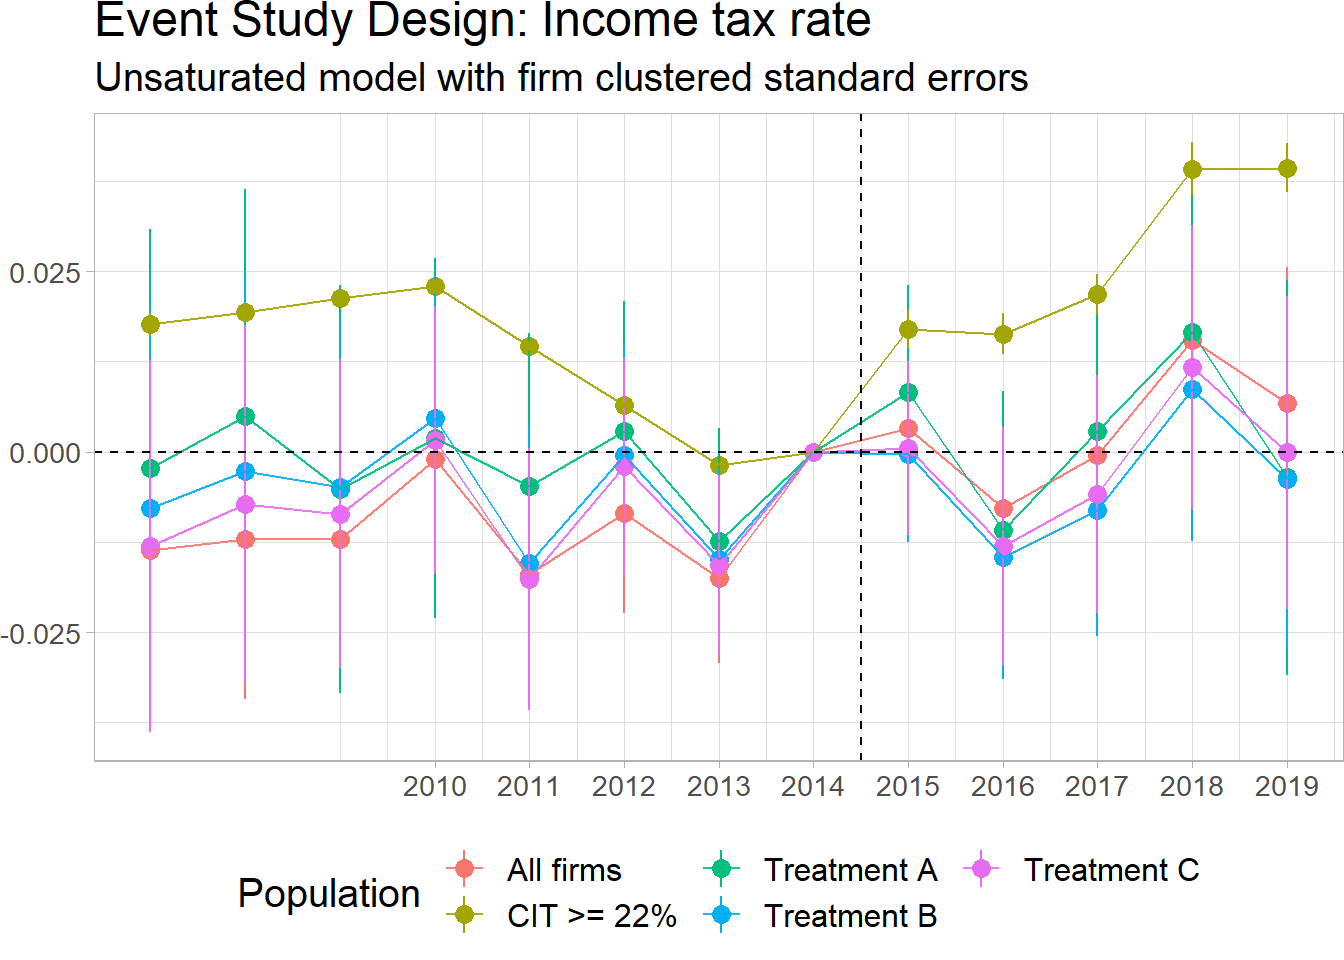 Event Study Design: Income tax rate
Unsaturated model with firm clustered standard errors
0.025
0.000
-0.025
2010 2011 2012 2013 2014 2015 2016 2017 2018 2019
Population
All firms
Treatment A
Treatment C
CIT >= 22%
Treatment B